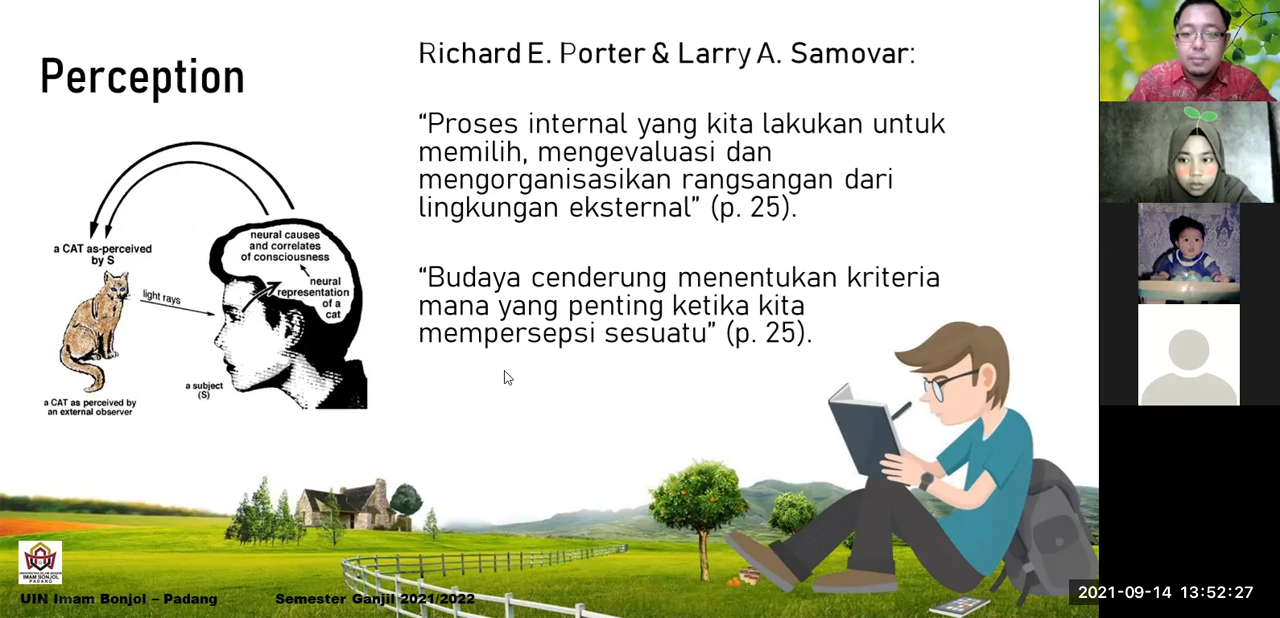 Perception
Richard E. Porter & Larry A. Samovar:
“Proses internal yang kita lakukan untuk
memilih, mengevaluasi dan
mengorganisasikan rangsangan dari
lingkungan eksternal” (p. 25).
“Budaya cenderung menentukan kriteria
mana yang penting ketika kita
mempersepsi sesuatu” (p. 25).
a CAT as-perceived
by S
light rays
neural causes
and correlates
of consciousness
neural
representation
of a
cat
a subject
(S)
a CAT as perceived by
an external observer
IMAM BONJOL
PADANG
UIN Imam Bonjol – Padang
Semester Ganjil 2021/2022
2021-09-14 13:52:27